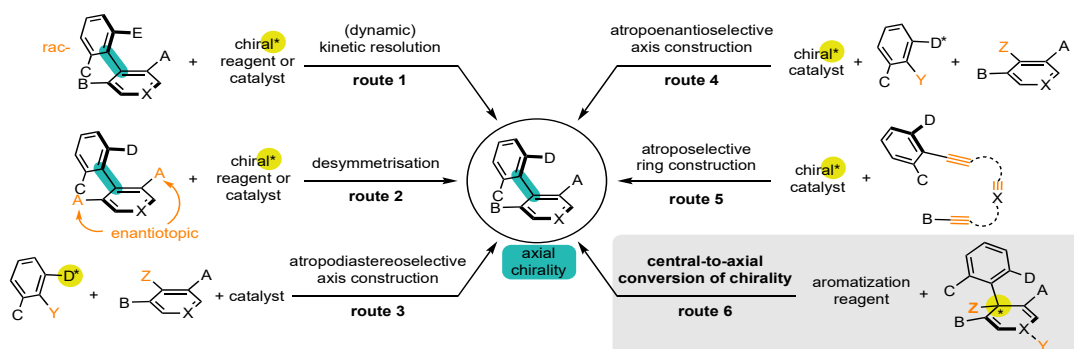 rac-
E
A
C
B
X
+
chiral*
reagent or
catalyst
(dynamic)
kinetic resolution
route 1
atropoenantioselective
axis construction
route 4
chiral*
catalyst
+
D*
C
Y
+
Z
A
B
X
D
C
A
A
X
enantiotopic
+
chiral*
reagent or
catalyst
desymmetrisation
route 2
D
A
C
B
X
axial
chirality
atroposelective
ring construction
route 5
chiral*
catalyst
+
D
C
X
B
D*
C
Y
+
Z
A
B
X
+ catalyst
atropodiastereoselective
axis construction
route 3
central-to-axial
conversion of chirality
route 6
aromatization
reagent
+
D
C
A
Z
*
B
X
Y